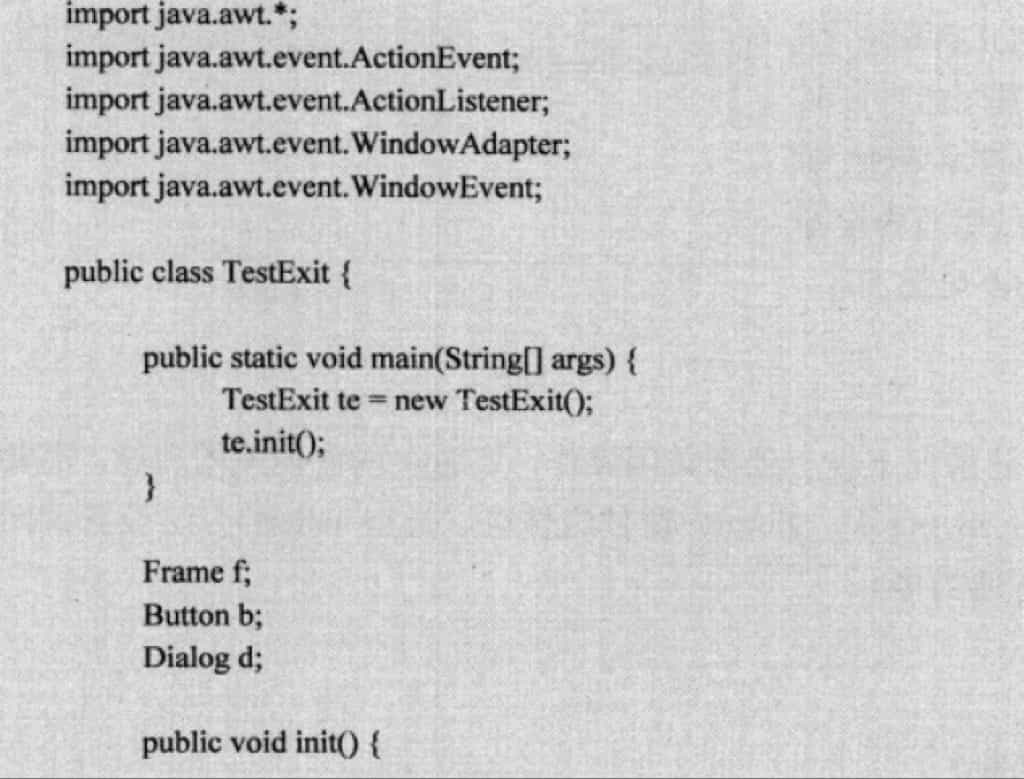 import java.awt.*;
import java.awt.event.ActionEvent;
import java.awt.event.ActionListener;
import java.awt.event.WindowAdapter;
import java.awt.event.WindowEvent;
public class TestExit {
public static void main(String[] args) {
TestExit te = new TestExit();
te.init();
}
Frame f;
Button b;
Dialog d;
public void init() {